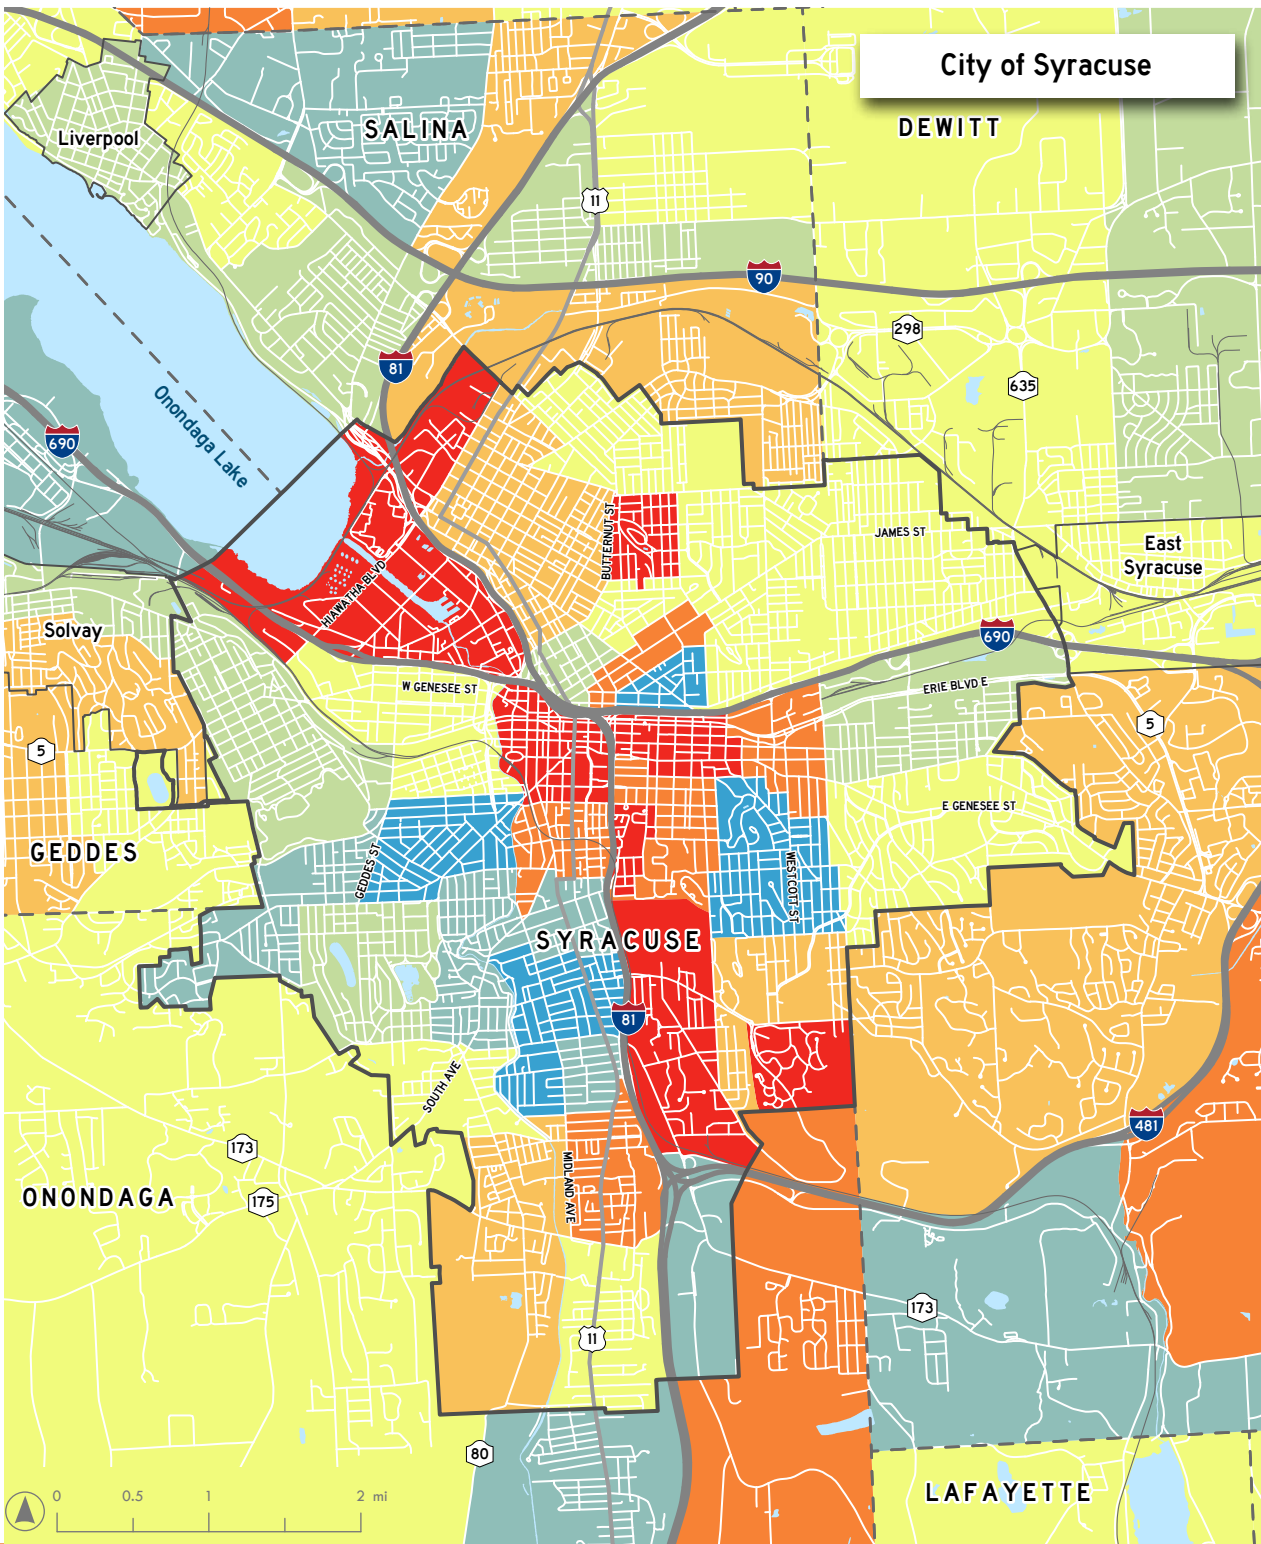 City of Syracuse
SALINA
DEWITT
Liverpool
11
90
298
81
635
Onondaga Lake
690
BUTTERNUT ST
JAMES ST
East
Syracuse
HIAWATHA BLVD
Solvay
690
W GENESEE ST
ERIE BLVD E
5
5
E GENESEE ST
GEDDES
GEDDES ST
WESTCOTT ST
SYRACUSE
81
SOUTH AVE
481
173
MIDLAND AVE
ONONDAGA
175
173
11
80
LAFAYETTE
0 0.5 1 2 mi